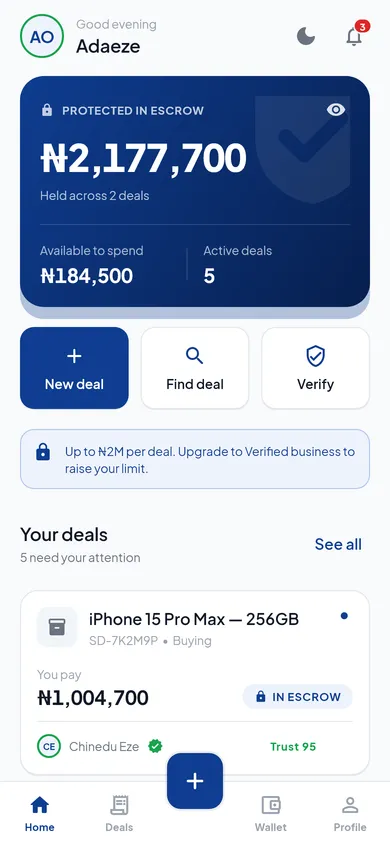 AO
Good evening
Adaeze
3
PROTECTED IN ESCROW
₦2,177,700
Held across 2 deals
Available to spend
₦184,500
Active deals
5
New deal
Find deal
Verify
Up to ₦2M per deal. Upgrade to Verified business to
raise your limit.
Your deals
5 need your attention
See all
iPhone 15 Pro Max — 256GB
SD-7K2M9P • Buying
You pay
₦1,004,700
IN ESCROW
CE
Chinedu Eze
Trust 95
Home
Deals
Wallet
Profile